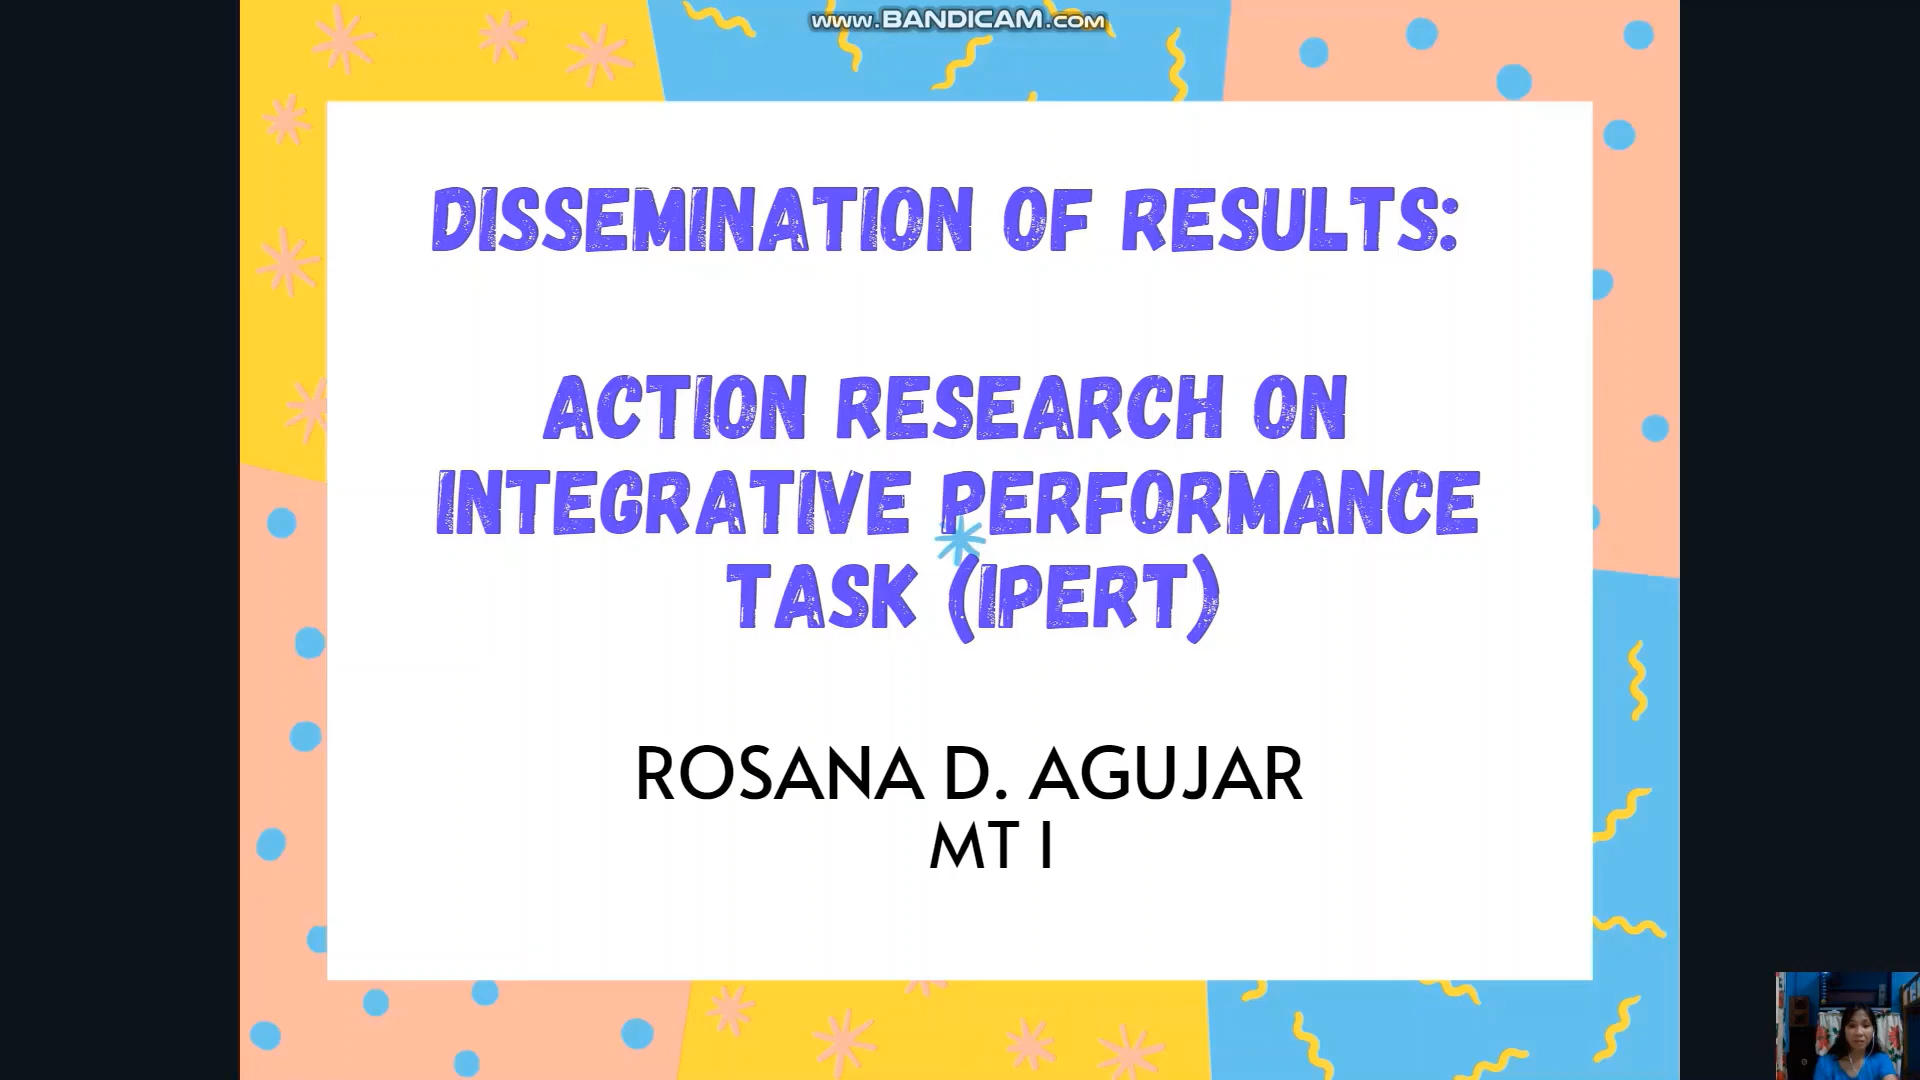 www.BANDICAM.com
DISSEMINATION OF RESULTS:
ACTION RESEARCH ON
INTEGRATIVE PERFORMANCE
TASK (IPERT)
ROSANA D. AGUJAR
MT I